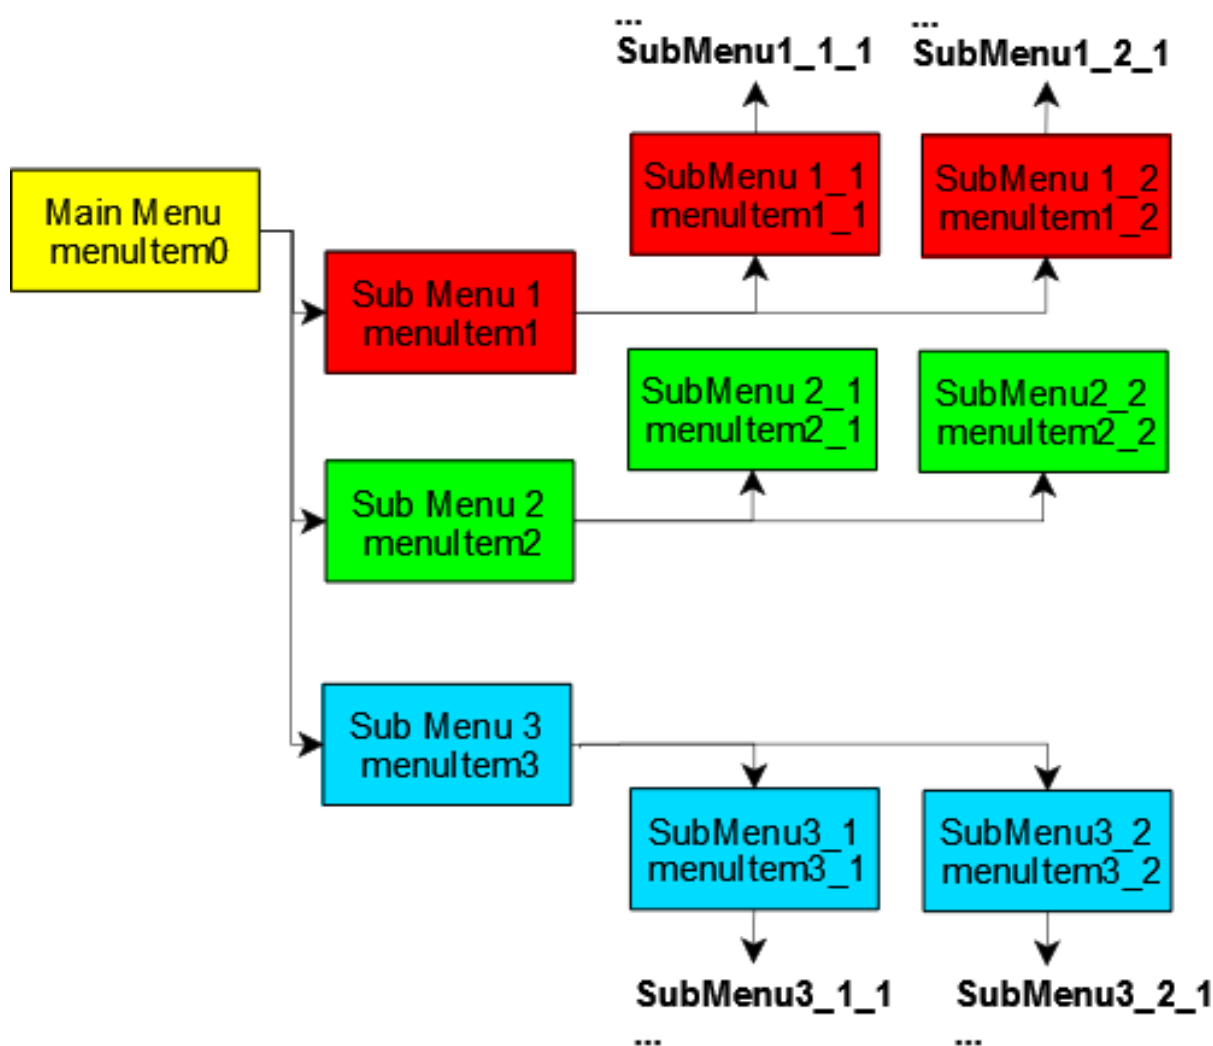 ...
SubMenu1_1_1
...
SubMenu1_2_1
Main Menu
menuItem0
Sub Menu 1
menuItem1
SubMenu 1_1
menuItem1_1
SubMenu 1_2
menuItem1_2
Sub Menu 2
menuItem2
SubMenu 2_1
menuItem2_1
SubMenu2_2
menuItem2_2
Sub Menu 3
menuItem3
SubMenu3_1
menuItem3_1
SubMenu3_2
menuItem3_2
SubMenu3_1_1
...
SubMenu3_2_1
...